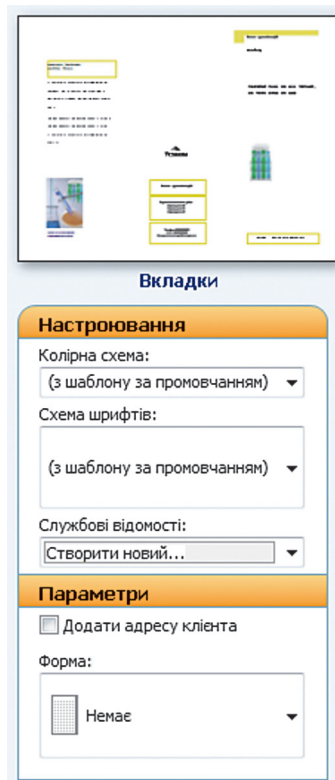 Вкладки
Настроювання
Колірна схема:
(з шаблону за промовчанням)
Схема шрифтів:
(з шаблону за промовчанням)
Службові відомості:
Створити новий...
Параметри
Додати адресу клієнта
Форма:
Немає